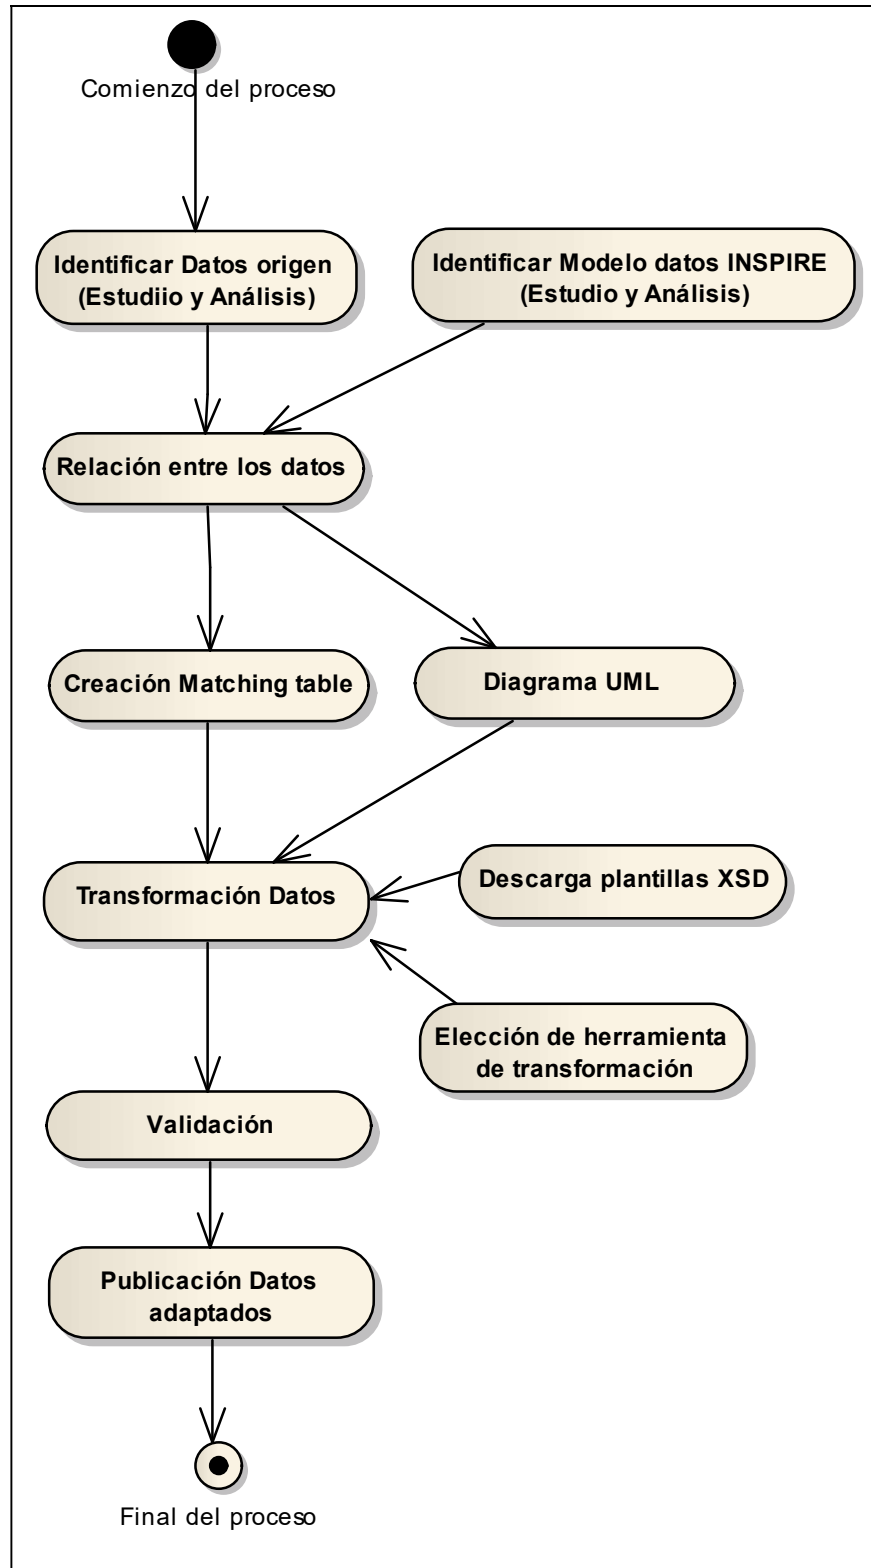 Comienzo del proceso
Identificar Datos origen
(Estudiio y Análisis)
Identificar Modelo datos INSPIRE
(Estudio y Análisis)
Relación entre los datos
Creación Matching table
Diagrama UML
Transformación Datos
Descarga plantillas XSD
Elección de herramienta
de transformación
Validación
Publicación Datos
adaptados
Final del proceso